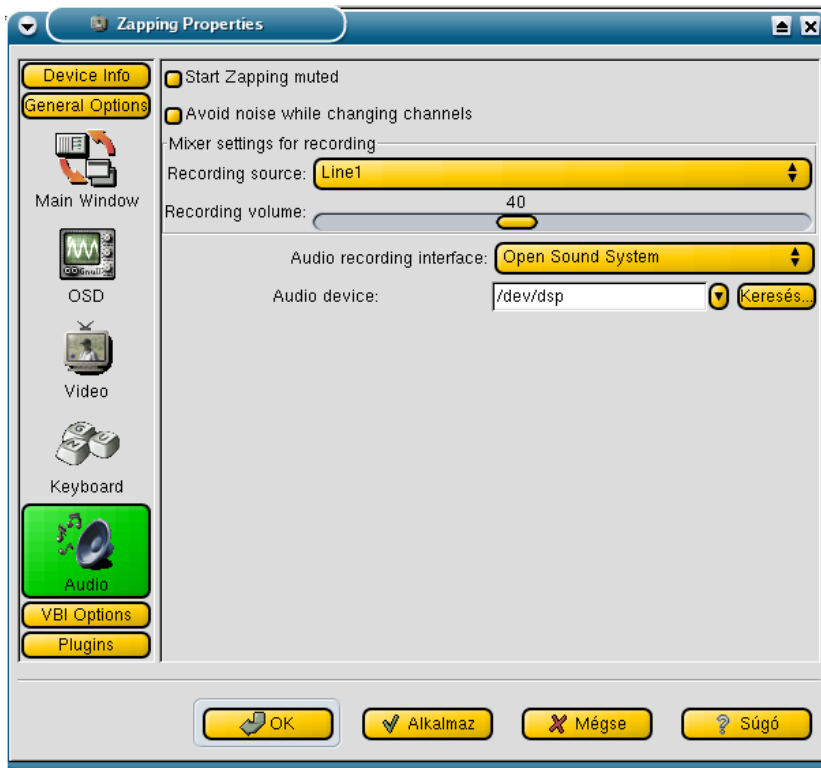 Zapping Properties
Device Info
General Options
Main Window
OSD
Video
Keyboard
Audio
VBI Options
Plugins
Start Zapping muted
Avoid noise while changing channels
Mixer settings for recording
Recording source: Line1
Recording volume: 40
Audio recording interface: Open Sound System
Audio device: /dev/dsp Keresés...
OK Alkalmaz Mégse Súgó